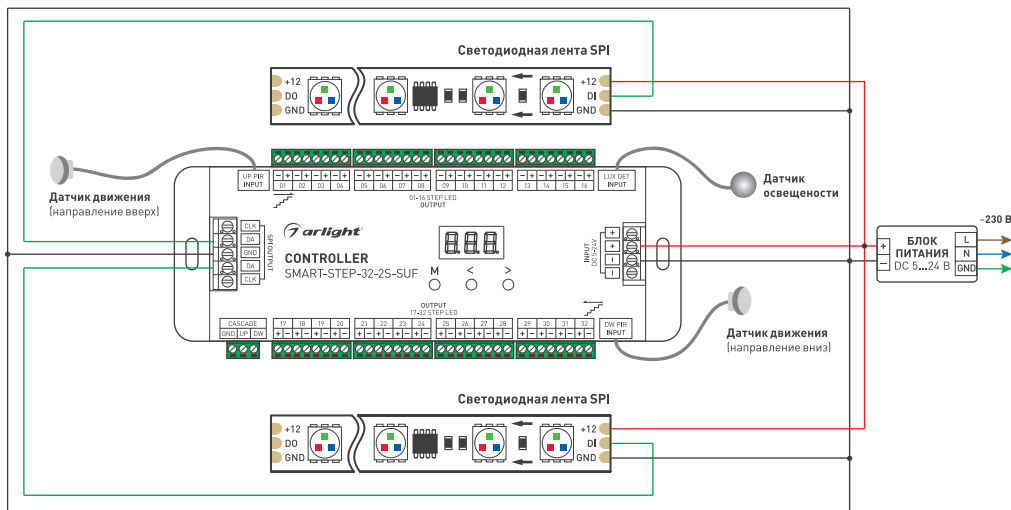 Светодиодная лента SPI
+12
DO
GND
+12
DI
GND
Датчик движения
(направление вверх)
UP PIR
INPUT
- + - + - + - +
01 02 03 04
- + - + - + - +
05 06 07 08
- + - + - + - +
09 10 11 12
- + - + - + - +
13 14 15 16
LUX DET
INPUT
01-16 STEP LED
OUTPUT
Датчик
освещености
CLK
DA
GND
DA
CLK
SPI OUTPUT
arlight
CONTROLLER
SMART-STEP-32-2S-SUF
888
M < >
INPUT
DC 5-24V
+
+
-
-
~230 В
+
-
БЛОК
ПИТАНИЯ
DC 5...24 В
L
N
GND
OUTPUT
17-32 STEP LED
CASCADE
GND UP DW
17 18 19 20
+ - + - + - + -
21 22 23 24
+ - + - + - + -
25 26 27 28
+ - + - + - + -
29 30 31 32
+ - + - + - + -
DW PIR
INPUT
Датчик движения
(направление вниз)
Светодиодная лента SPI
+12
DO
GND
+12
DI
GND